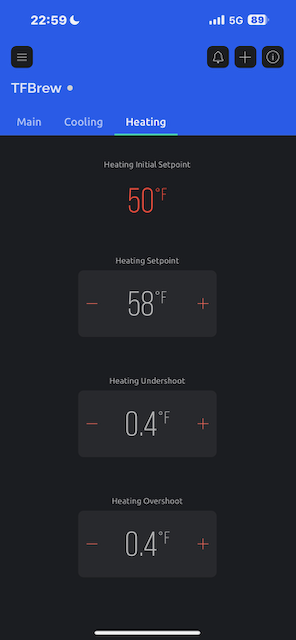 22:59 5G 89
TFBrew
Main Cooling Heating
Heating Initial Setpoint
50°F
Heating Setpoint
− 58°F +
Heating Undershoot
− 0.4°F +
Heating Overshoot
− 0.4°F +